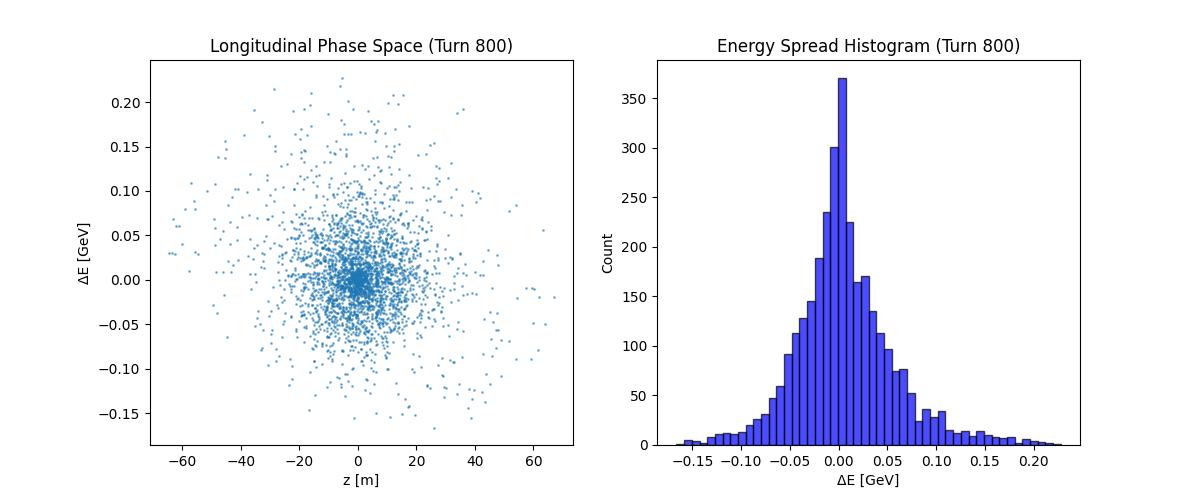 Longitudinal Phase Space (Turn 800)
ΔE [GeV]
0.20
0.15
0.10
0.05
0.00
−0.05
−0.10
−0.15
−60 −40 −20 0 20 40 60
z [m]
Energy Spread Histogram (Turn 800)
Count
350
300
250
200
150
100
50
0
−0.15 −0.10 −0.05 0.00 0.05 0.10 0.15 0.20
ΔE [GeV]